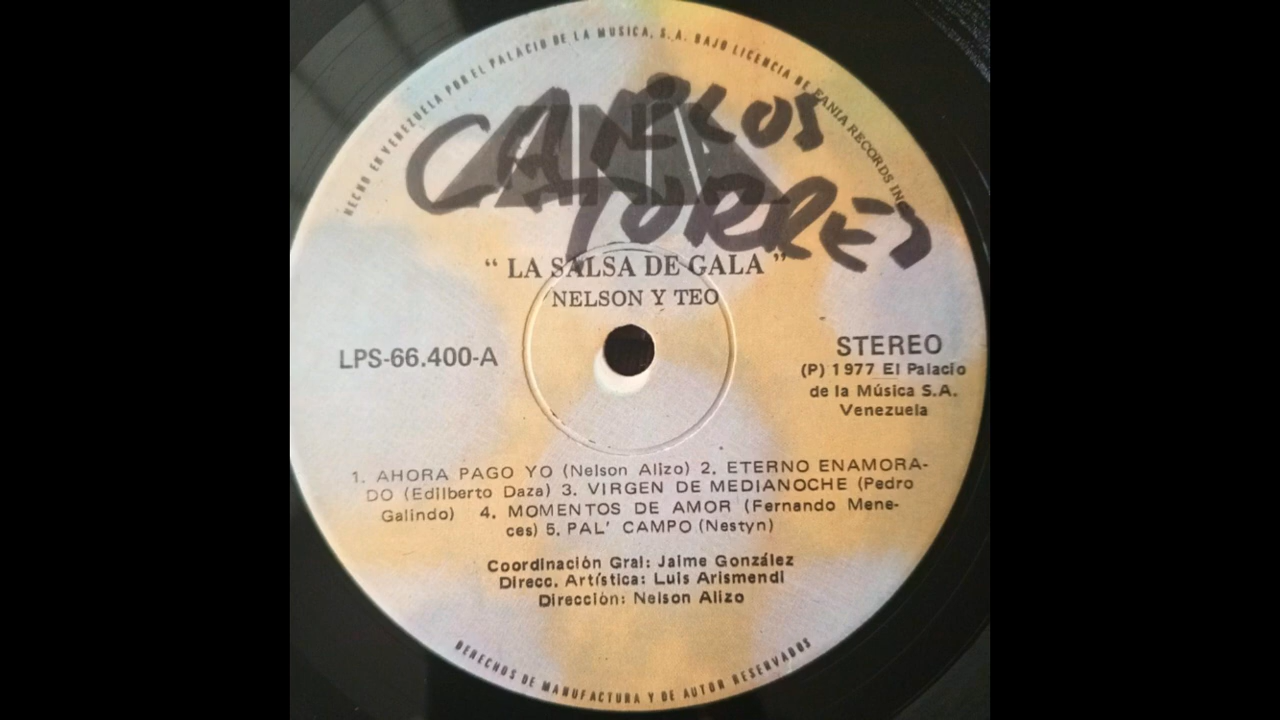 HECHO EN VENEZUELA POR EL PALACIO DE LA MUSICA, S.A. BAJO LICENCIA DE FANIA RECORDS INC.
CARLOS
TORRES
FANIA
“ LA SALSA DE GALA ”
NELSON Y TEO
LPS-66.400-A
STEREO
(P) 1977 El Palacio
de la Música S.A.
Venezuela
1. AHORA PAGO YO (Nelson Alizo) 2. ETERNO ENAMORA-
DO (Edilberto Daza) 3. VIRGEN DE MEDIANOCHE (Pedro
Galindo) 4. MOMENTOS DE AMOR (Fernando Mene-
ces) 5. PAL’ CAMPO (Nestyn)
Coordinación Gral: Jaime González
Direcc. Artística: Luis Arismendi
Dirección: Nelson Alizo
DERECHOS DE MANUFACTURA Y DE AUTOR RESERVADOS